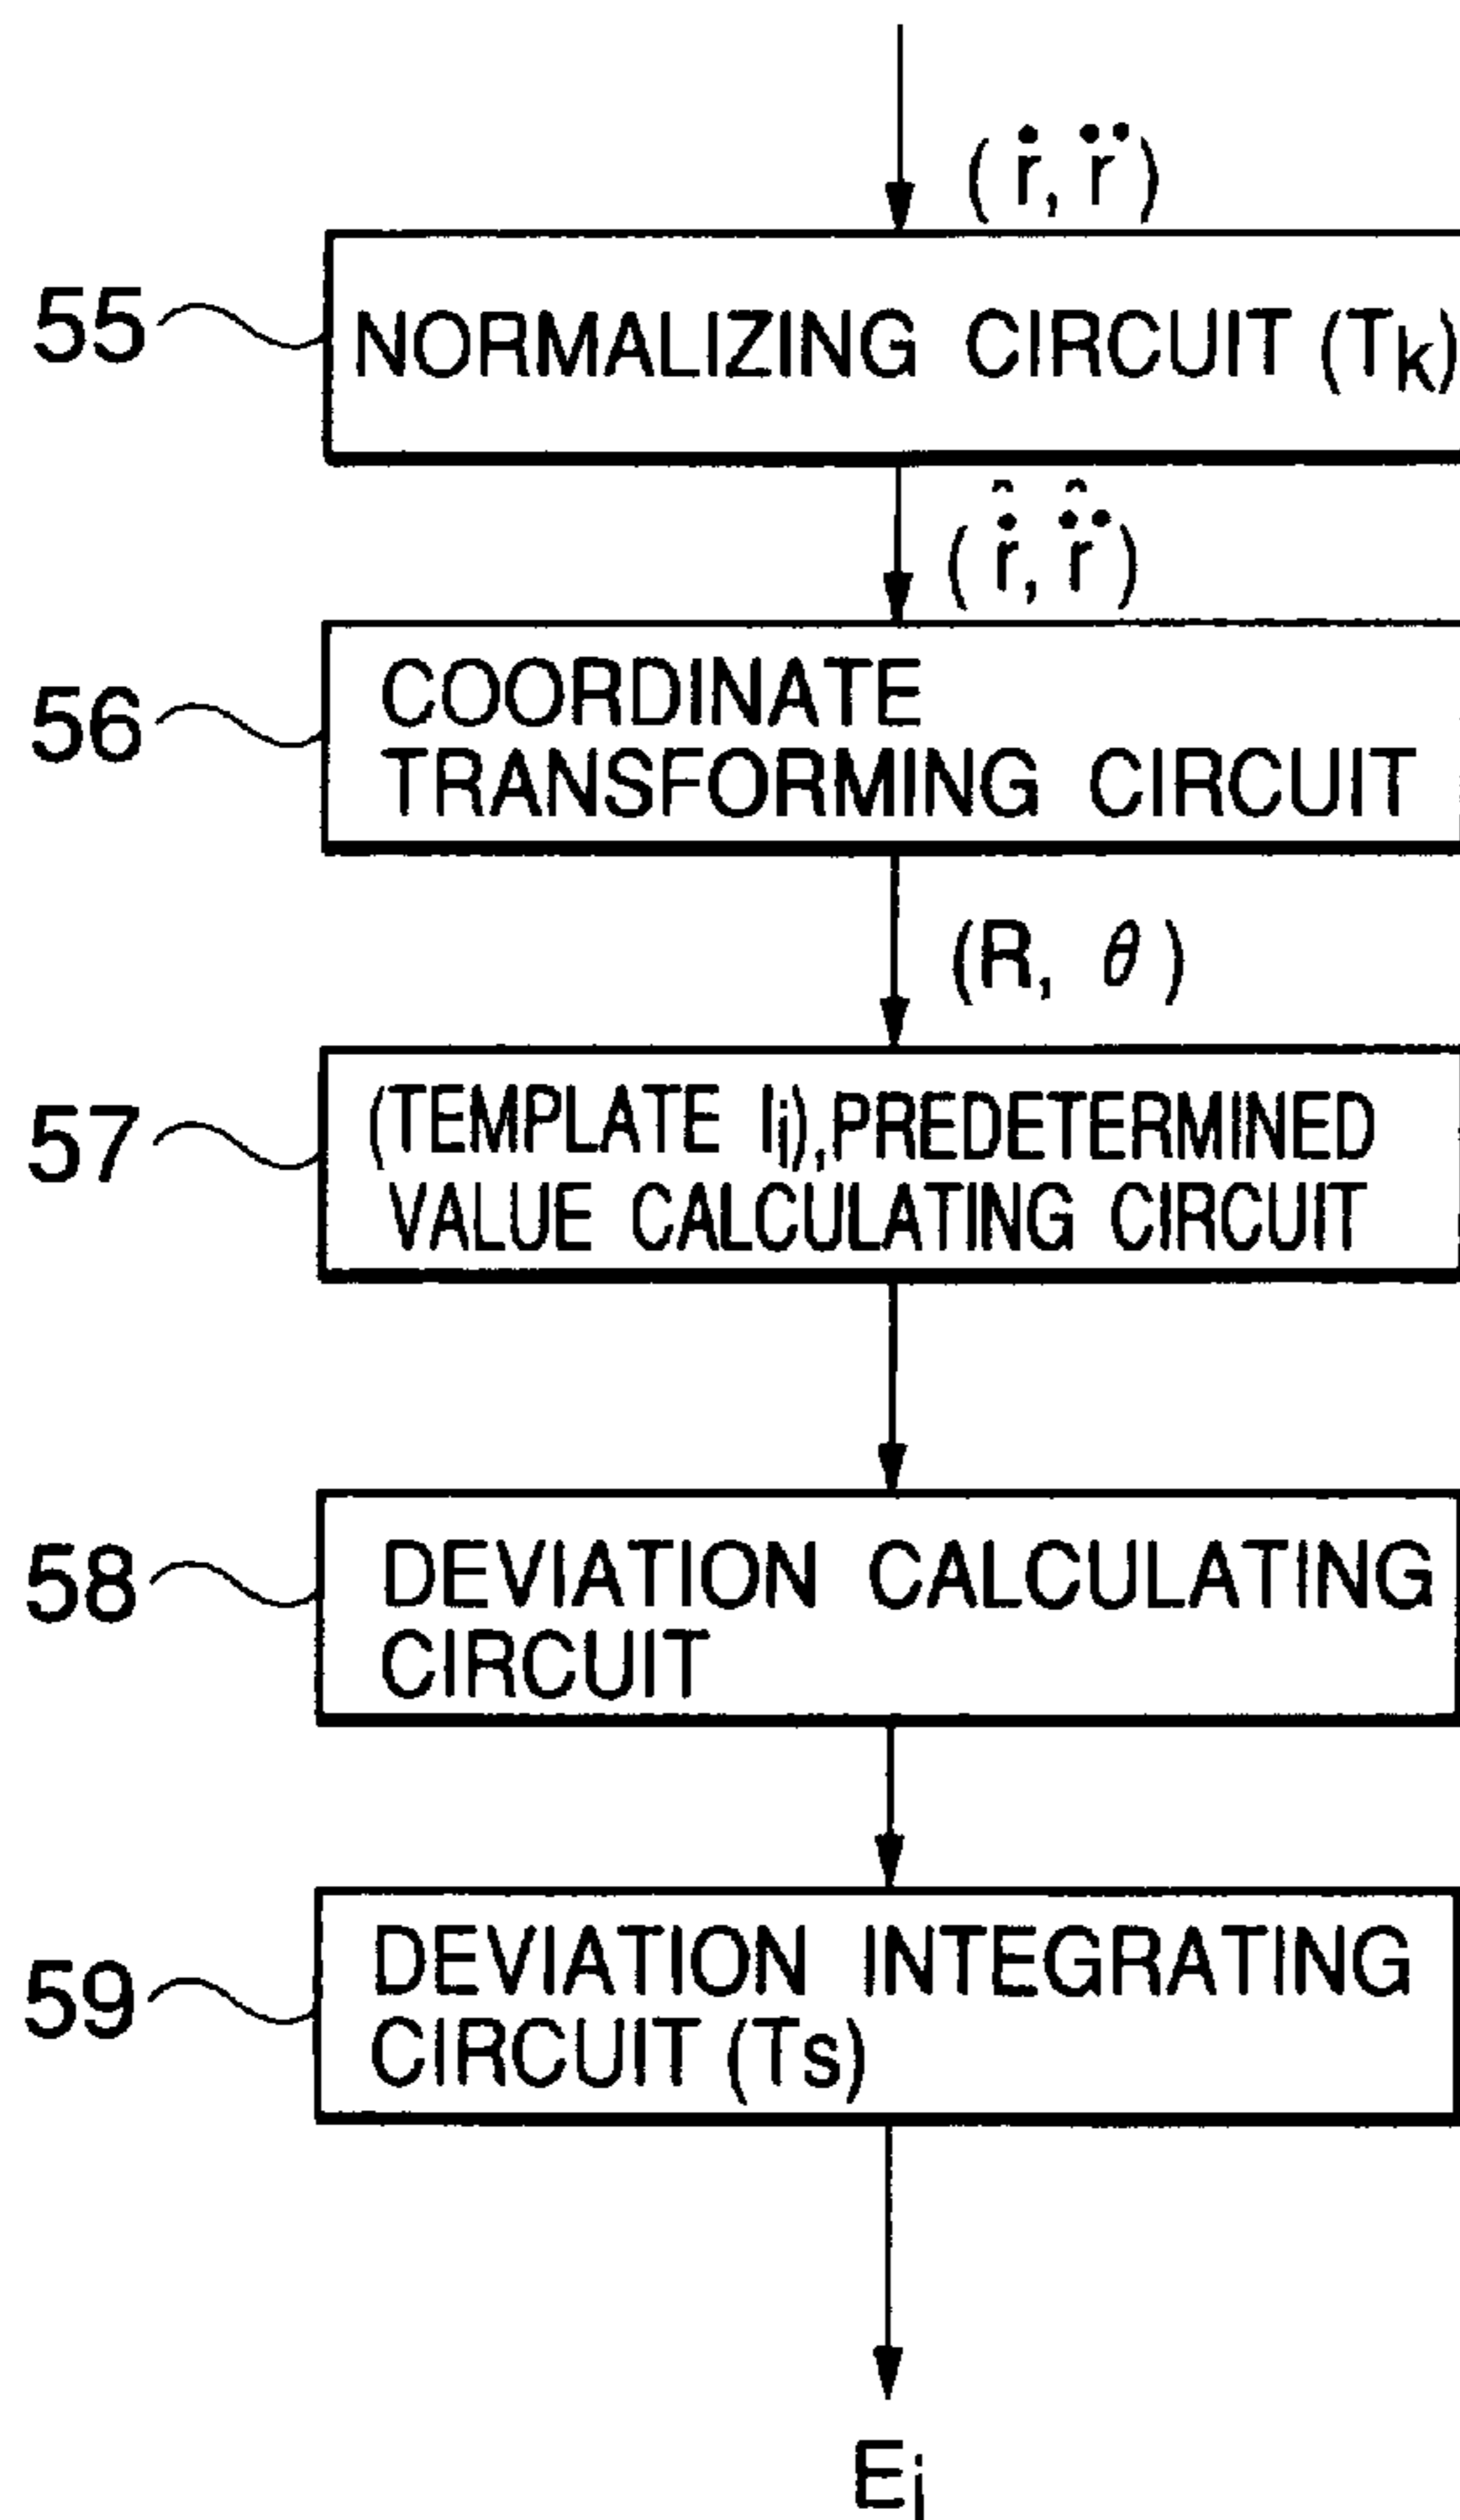 (ṙ, r̈)
55
NORMALIZING CIRCUIT (Tk)
(ṙ̂, r̈̂)
56
COORDINATE
TRANSFORMING CIRCUIT
(R, θ)
57
(TEMPLATE Ij), PREDETERMINED
VALUE CALCULATING CIRCUIT
58
DEVIATION CALCULATING
CIRCUIT
59
DEVIATION INTEGRATING
CIRCUIT (Ts)
Ej